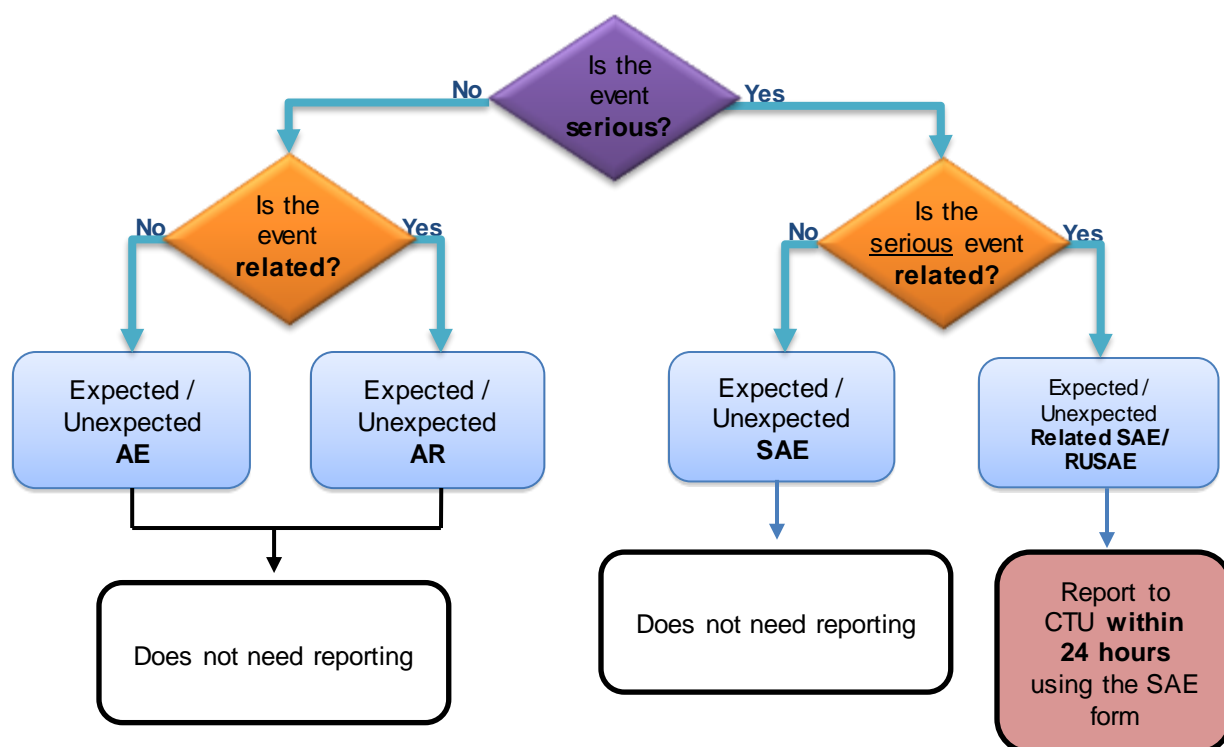 Is the
event
serious?
No
Yes
Is the
event
related?
No
Yes
Is the
serious event
related?
No
Yes
Expected /
Unexpected
AE
Expected /
Unexpected
AR
Expected /
Unexpected
SAE
Expected /
Unexpected
Related SAE/
RUSAE
Does not need reporting
Does not need reporting
Report to
CTU within
24 hours
using the SAE
form